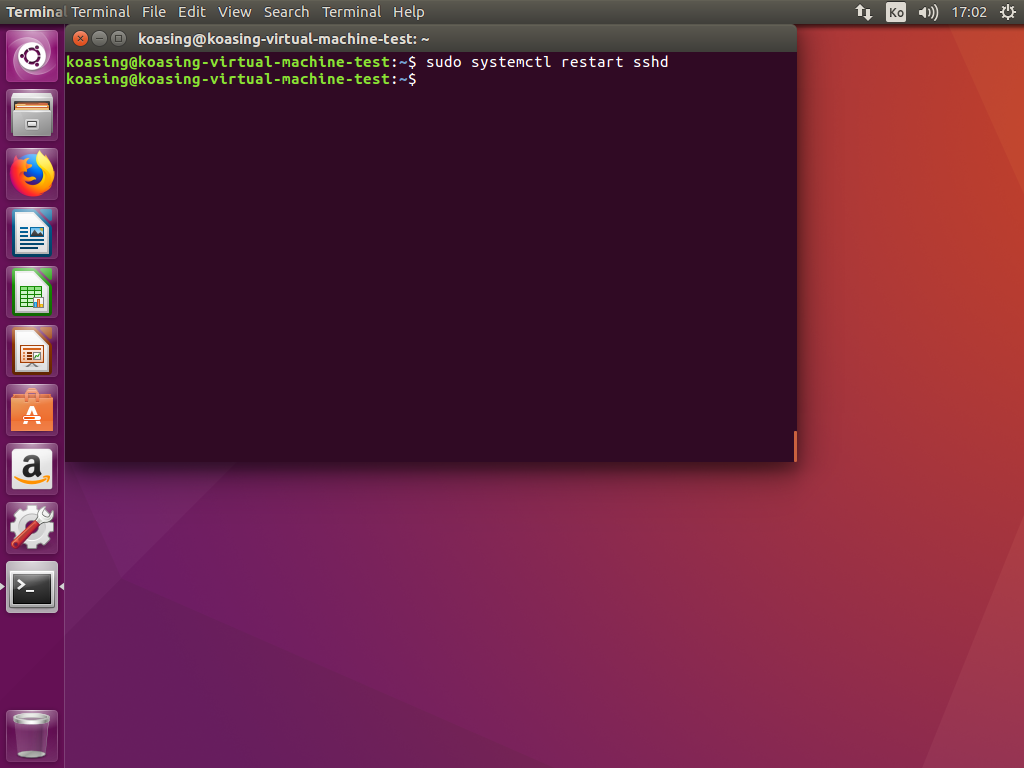 Terminal Terminal File Edit View Search Terminal Help Ko 17:02
koasing@koasing-virtual-machine-test: ~
koasing@koasing-virtual-machine-test:~$ sudo systemctl restart sshd
koasing@koasing-virtual-machine-test:~$
A
a
>_